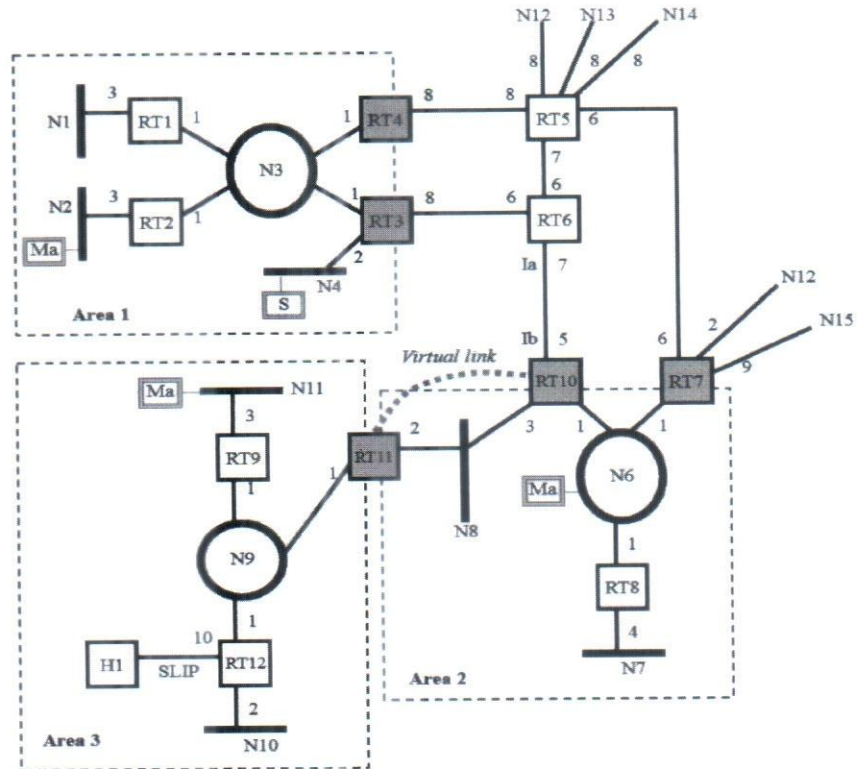 N12
N13
N14
8
8
8
3
1
1
8
8
6
N1
RT1
RT4
RT5
N3
7
3
1
1
8
6
6
N2
RT2
RT3
RT6
Ma
2
N4
S
Area 1
Ia
7
N12
N15
Ib
5
6
2
9
Virtual link
RT10
RT7
Ma
N11
3
2
3
1
1
RT9
RT11
N6
1
1
Ma
N8
N9
1
RT8
1
4
10
H1
SLIP
RT12
N7
2
Area 2
N10
Area 3